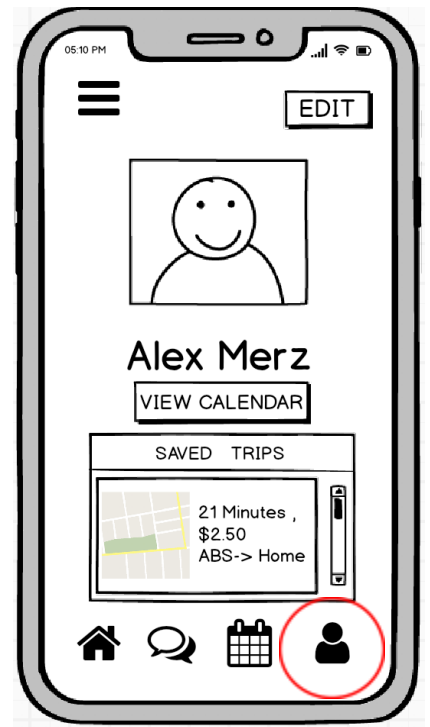 05:10 PM
EDIT
Alex Merz
VIEW CALENDAR
SAVED TRIPS
21 Minutes ,
$2.50
ABS-> Home